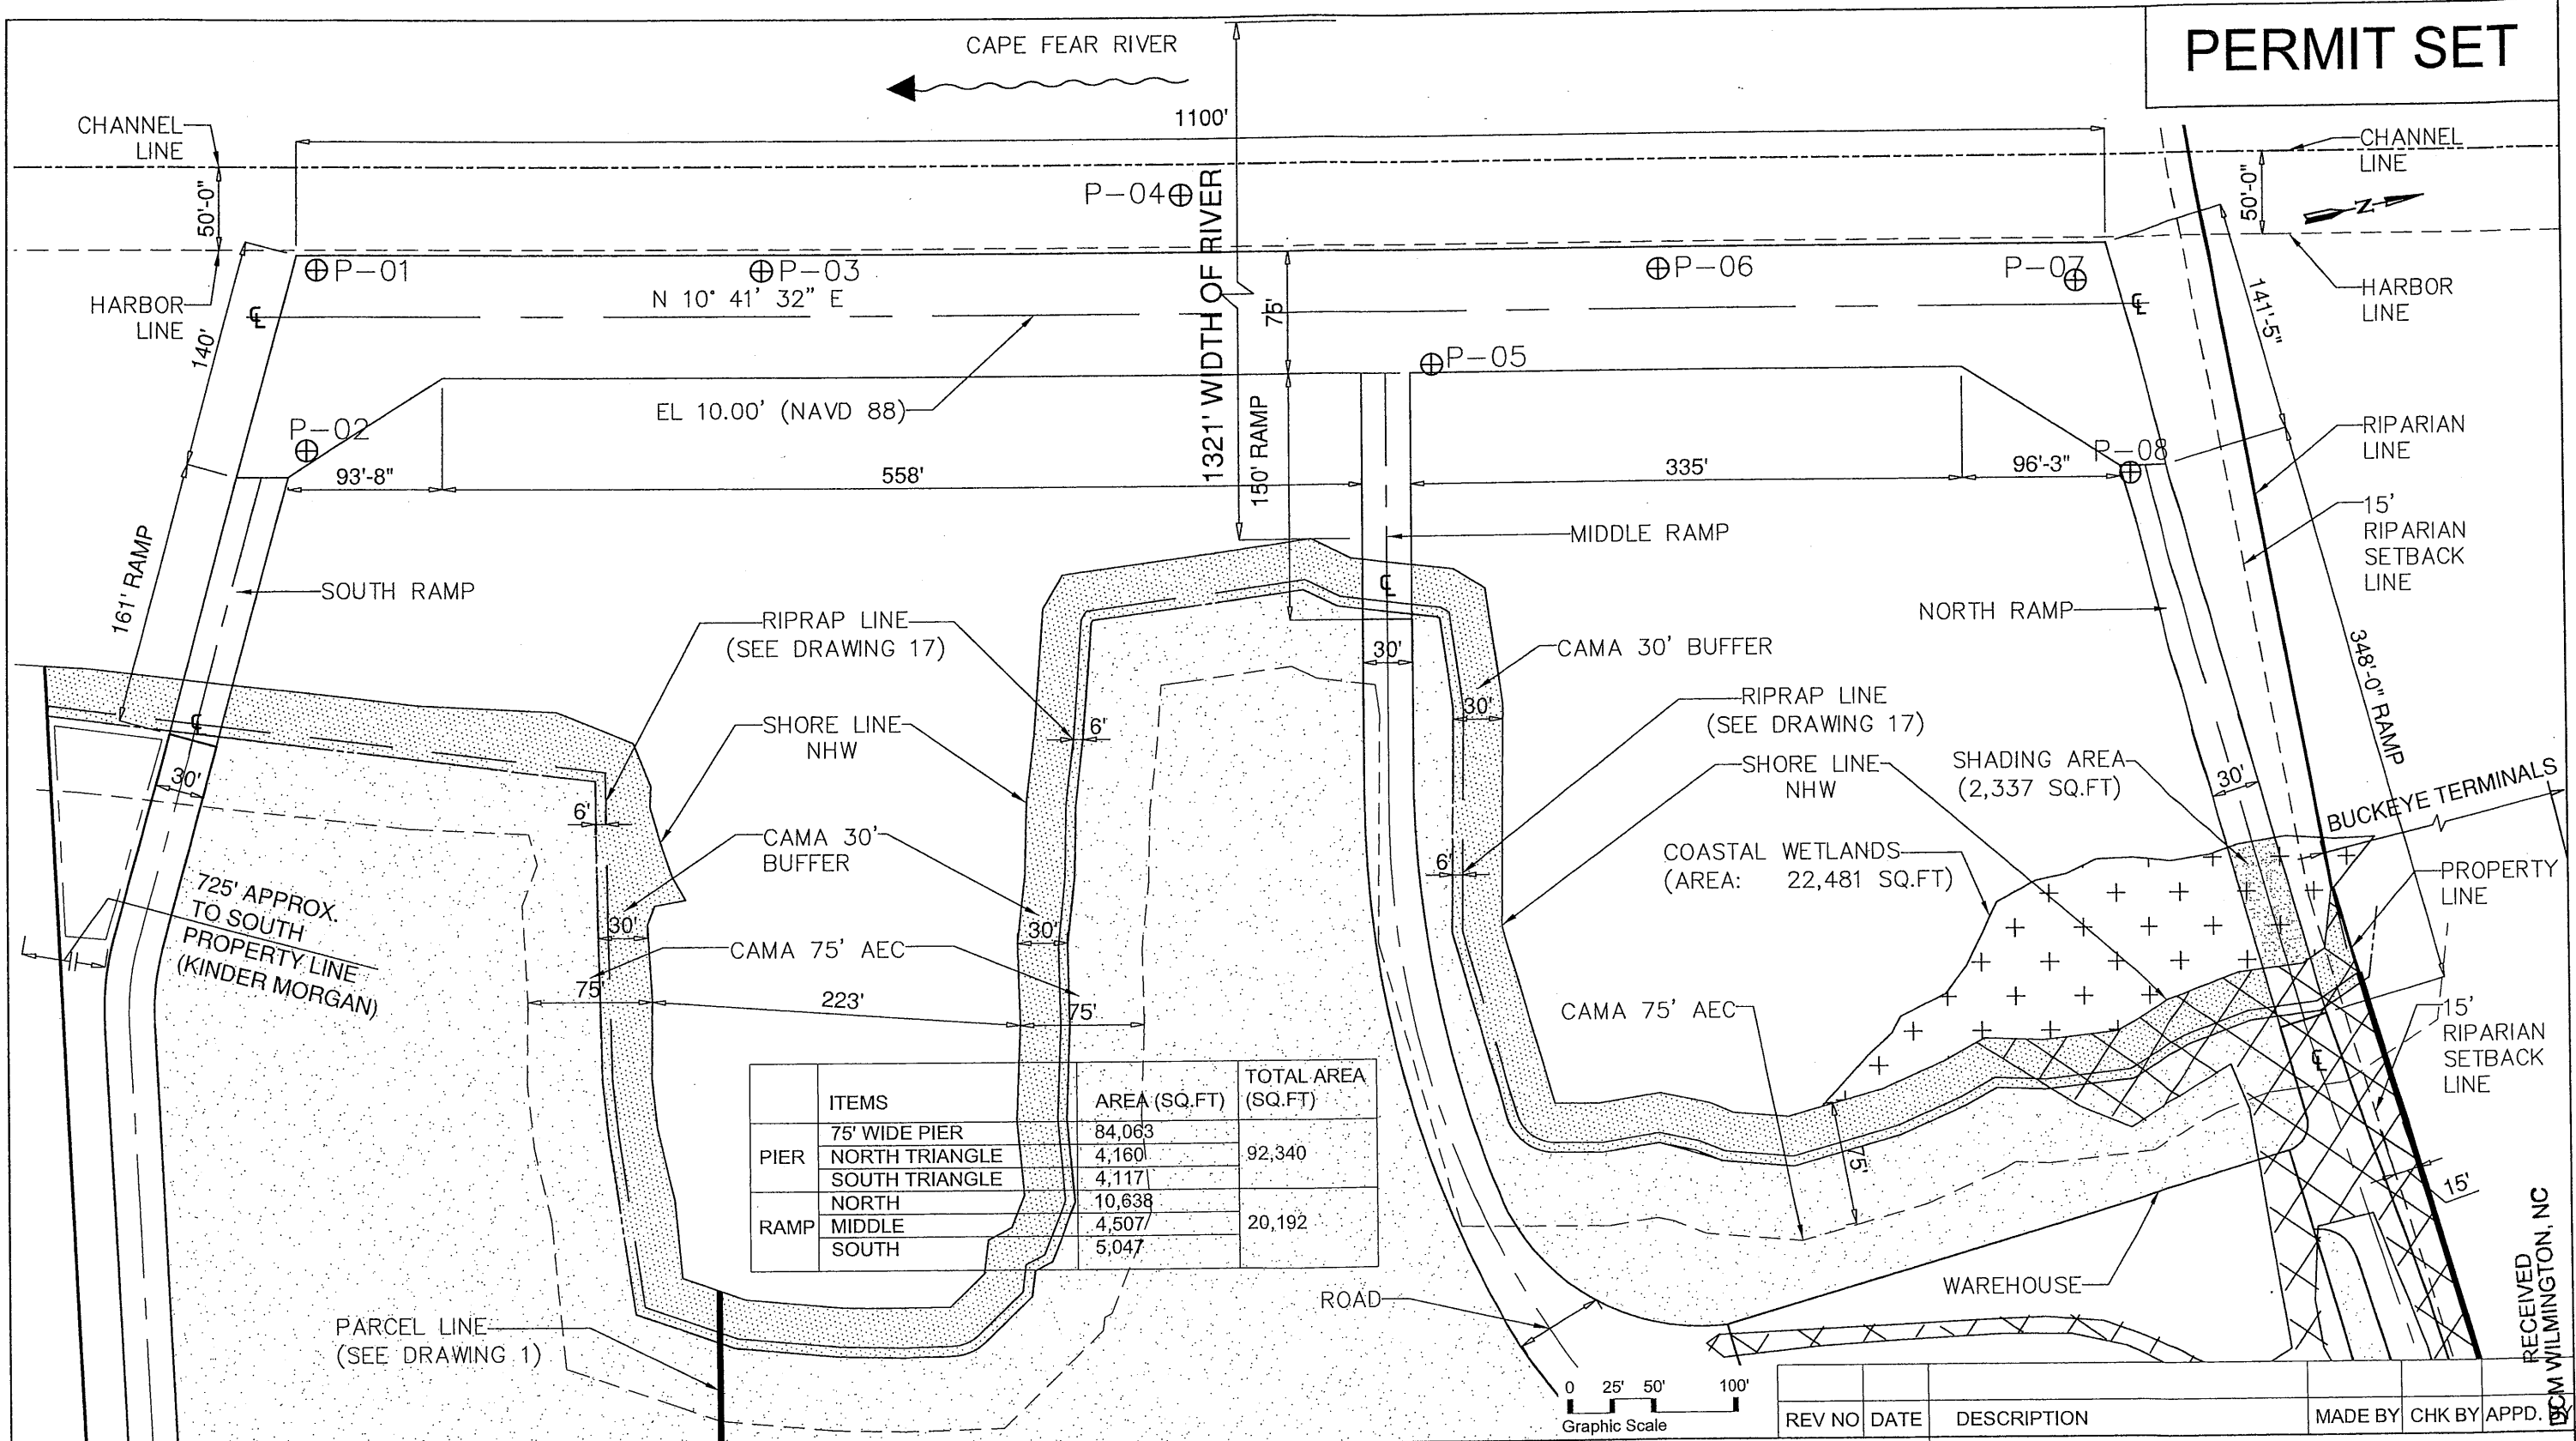 PERMIT SET
CAPE FEAR RIVER
1100'
CHANNEL
LINE
CHANNEL
LINE
50'-0"
50'-0"
N
P-04
1321' WIDTH OF RIVER
P-01
P-03
P-06
P-07
HARBOR
LINE
HARBOR
LINE
N 10° 41' 32" E
75'
140'
141'-5"
P-05
EL 10.00' (NAVD 88)
P-02
P-08
RIPARIAN
LINE
93'-8"
558'
150' RAMP
335'
96'-3"
15'
RIPARIAN
SETBACK
LINE
MIDDLE RAMP
161' RAMP
SOUTH RAMP
NORTH RAMP
RIPRAP LINE
(SEE DRAWING 17)
30'
CAMA 30' BUFFER
348'-0" RAMP
SHORE LINE
NHW
6'
30'
RIPRAP LINE
(SEE DRAWING 17)
SHORE LINE
NHW
SHADING AREA
(2,337 SQ.FT)
30'
30'
BUCKEYE TERMINALS
6'
CAMA 30'
BUFFER
6'
COASTAL WETLANDS
(AREA: 22,481 SQ.FT)
PROPERTY
LINE
725' APPROX.
TO SOUTH
PROPERTY LINE
(KINDER MORGAN)
30'
30'
CAMA 75' AEC
75'
223'
75'
CAMA 75' AEC
15'
RIPARIAN
SETBACK
LINE
ITEMS AREA (SQ.FT) TOTAL AREA (SQ.FT)
PIER 75' WIDE PIER 84,063 92,340
NORTH TRIANGLE 4,160
SOUTH TRIANGLE 4,117
RAMP NORTH 10,638 20,192
MIDDLE 4,507
SOUTH 5,047
75'
15'
WAREHOUSE
ROAD
PARCEL LINE
(SEE DRAWING 1)
0 25' 50' 100'
Graphic Scale
REV NO DATE DESCRIPTION MADE BY CHK BY APPD. BY
RECEIVED
DCM WILMINGTON, NC